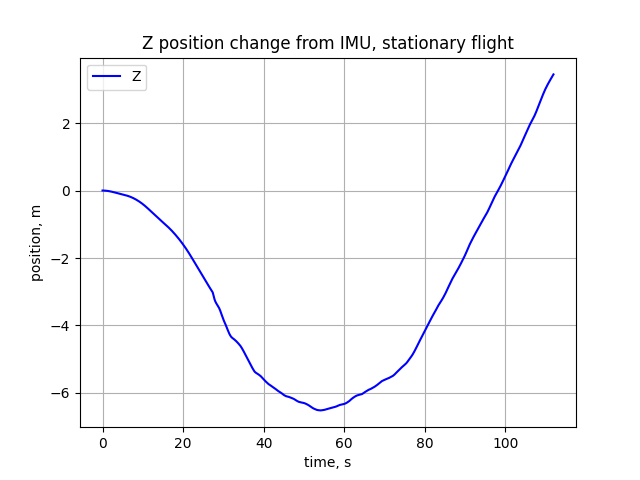 Z position change from IMU, stationary flight
Z
2
0
−2
−4
−6
position, m
0 20 40 60 80 100
time, s